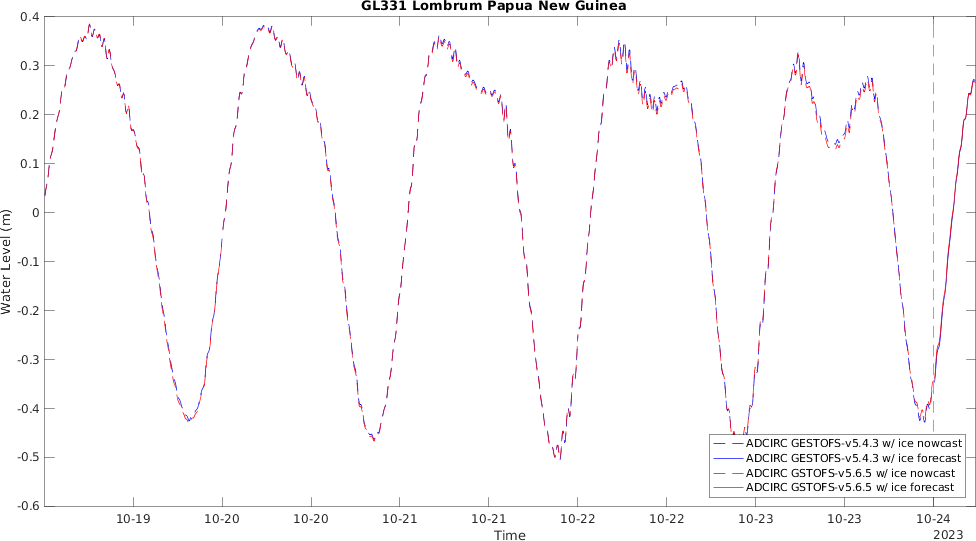 GL331 Lombrum Papua New Guinea
0.4
0.3
0.2
0.1
0
-0.1
-0.2
-0.3
-0.4
-0.5
-0.6
Water Level (m)
ADCIRC GESTOFS-v5.4.3 w/ ice nowcast
ADCIRC GESTOFS-v5.4.3 w/ ice forecast
ADCIRC GSTOFS-v5.6.5 w/ ice nowcast
ADCIRC GSTOFS-v5.6.5 w/ ice forecast
10-19 10-20 10-20 10-21 10-21 10-22 10-22 10-23 10-23 10-24
2023
Time